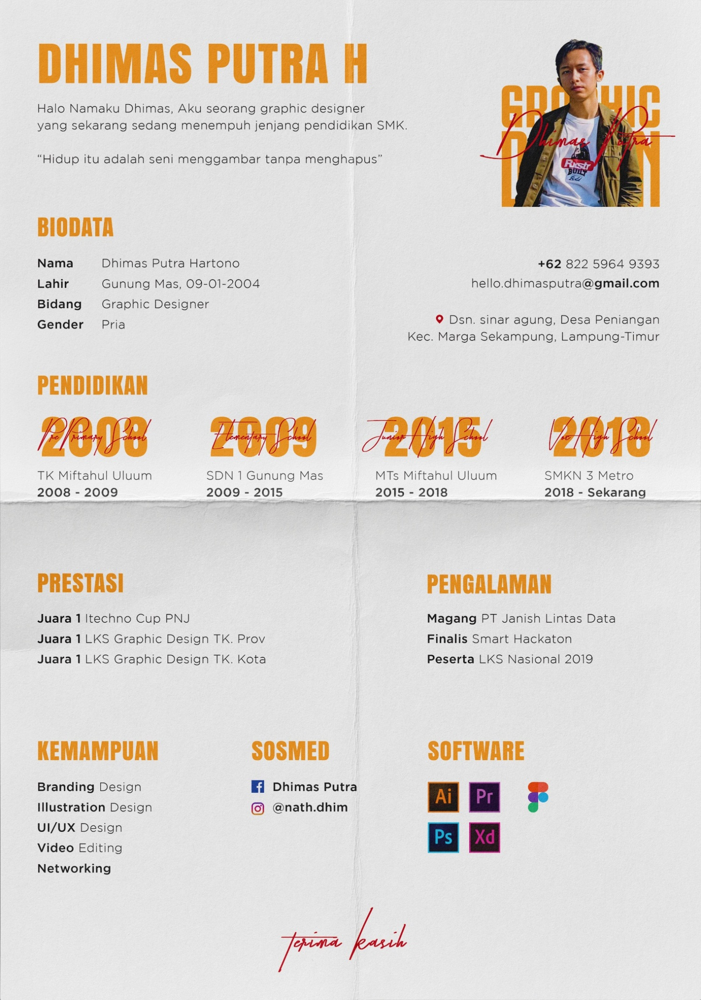 DHIMAS PUTRA H
Halo Namaku Dhimas, Aku seorang graphic designer
yang sekarang sedang menempuh jenjang pendidikan SMK.
“Hidup itu adalah seni menggambar tanpa menghapus”
GRAPHIC
DESIGN
Dhimas Putra
Rxstr
BUILT
BIODATA
Nama Dhimas Putra Hartono
Lahir Gunung Mas, 09-01-2004
Bidang Graphic Designer
Gender Pria
+62 822 5964 9393
hello.dhimasputra@gmail.com
Dsn. sinar agung, Desa Peniangan
Kec. Marga Sekampung, Lampung-Timur
PENDIDIKAN
2008
Pre Primary School
TK Miftahul Uluum
2008 - 2009
2009
Elementary School
SDN 1 Gunung Mas
2009 - 2015
2015
Junior High School
MTs Miftahul Uluum
2015 - 2018
2018
Voc High School
SMKN 3 Metro
2018 - Sekarang
PRESTASI
Juara 1 Itechno Cup PNJ
Juara 1 LKS Graphic Design TK. Prov
Juara 1 LKS Graphic Design TK. Kota
PENGALAMAN
Magang PT Janish Lintas Data
Finalis Smart Hackaton
Peserta LKS Nasional 2019
KEMAMPUAN
Branding Design
Illustration Design
UI/UX Design
Video Editing
Networking
SOSMED
Dhimas Putra
@nath.dhim
SOFTWARE
Ai Pr
Ps Xd
terima kasih